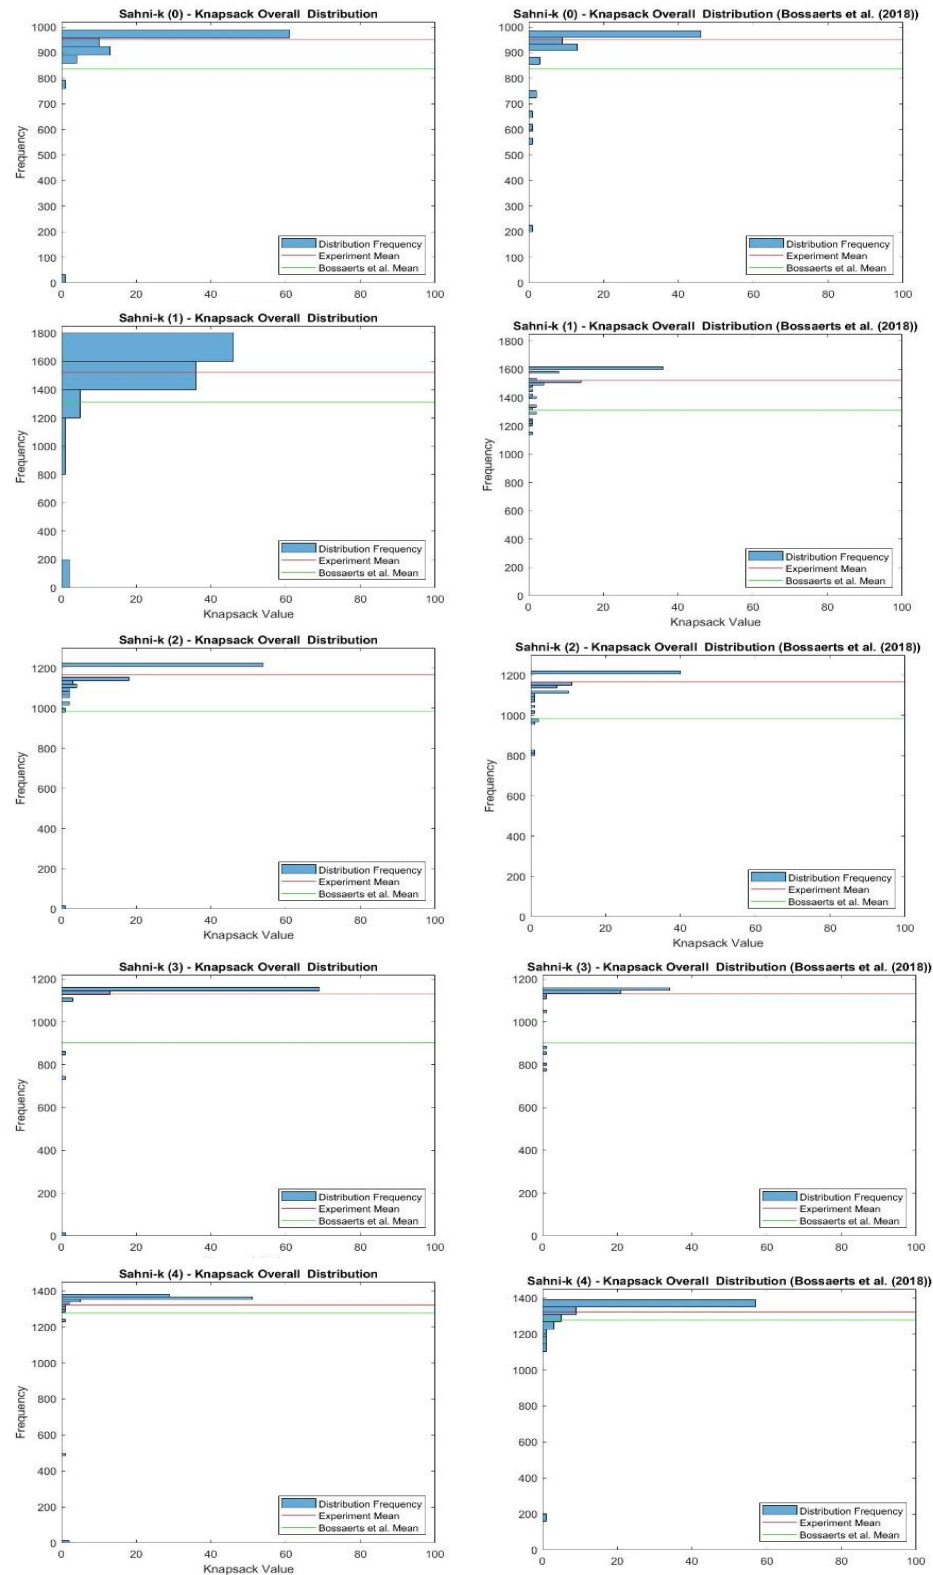 Sahni-k (0) - Knapsack Overall Distribution
1000
900
800
700
600
500
400
300
200
100
0
Frequency
0 20 40 60 80 100
Distribution Frequency
Experiment Mean
Bossaerts et al. Mean
Sahni-k (0) - Knapsack Overall Distribution (Bossaerts et al. (2018))
1000
900
800
700
600
500
400
300
200
100
0
0 20 40 60 80 100
Distribution Frequency
Experiment Mean
Bossaerts et al. Mean
Sahni-k (1) - Knapsack Overall Distribution
1800
1600
1400
1200
1000
800
600
400
200
0
Frequency
0 20 40 60 80 100
Knapsack Value
Distribution Frequency
Experiment Mean
Bossaerts et al. Mean
Sahni-k (1) - Knapsack Overall Distribution (Bossaerts et al. (2018))
1800
1600
1400
1200
1000
800
600
400
200
0
Frequency
0 20 40 60 80 100
Distribution Frequency
Experiment Mean
Bossaerts et al. Mean
Sahni-k (2) - Knapsack Overall Distribution
1200
1000
800
600
400
200
0
Frequency
0 20 40 60 80 100
Knapsack Value
Distribution Frequency
Experiment Mean
Bossaerts et al. Mean
Sahni-k (2) - Knapsack Overall Distribution (Bossaerts et al. (2018))
1200
1000
800
600
400
200
0
Frequency
0 20 40 60 80 100
Knapsack Value
Distribution Frequency
Experiment Mean
Bossaerts et al. Mean
Sahni-k (3) - Knapsack Overall Distribution
1200
1000
800
600
400
200
0
Frequency
0 20 40 60 80 100
Distribution Frequency
Experiment Mean
Bossaerts et al. Mean
Sahni-k (3) - Knapsack Overall Distribution (Bossaerts et al. (2018))
1200
1000
800
600
400
200
0
0 20 40 60 80 100
Distribution Frequency
Experiment Mean
Bossaerts et al. Mean
Sahni-k (4) - Knapsack Overall Distribution
1400
1200
1000
800
600
400
200
0
Frequency
0 20 40 60 80 100
Knapsack Value
Distribution Frequency
Experiment Mean
Bossaerts et al. Mean
Sahni-k (4) - Knapsack Overall Distribution (Bossaerts et al. (2018))
1400
1200
1000
800
600
400
200
0
0 20 40 60 80 100
Distribution Frequency
Experiment Mean
Bossaerts et al. Mean